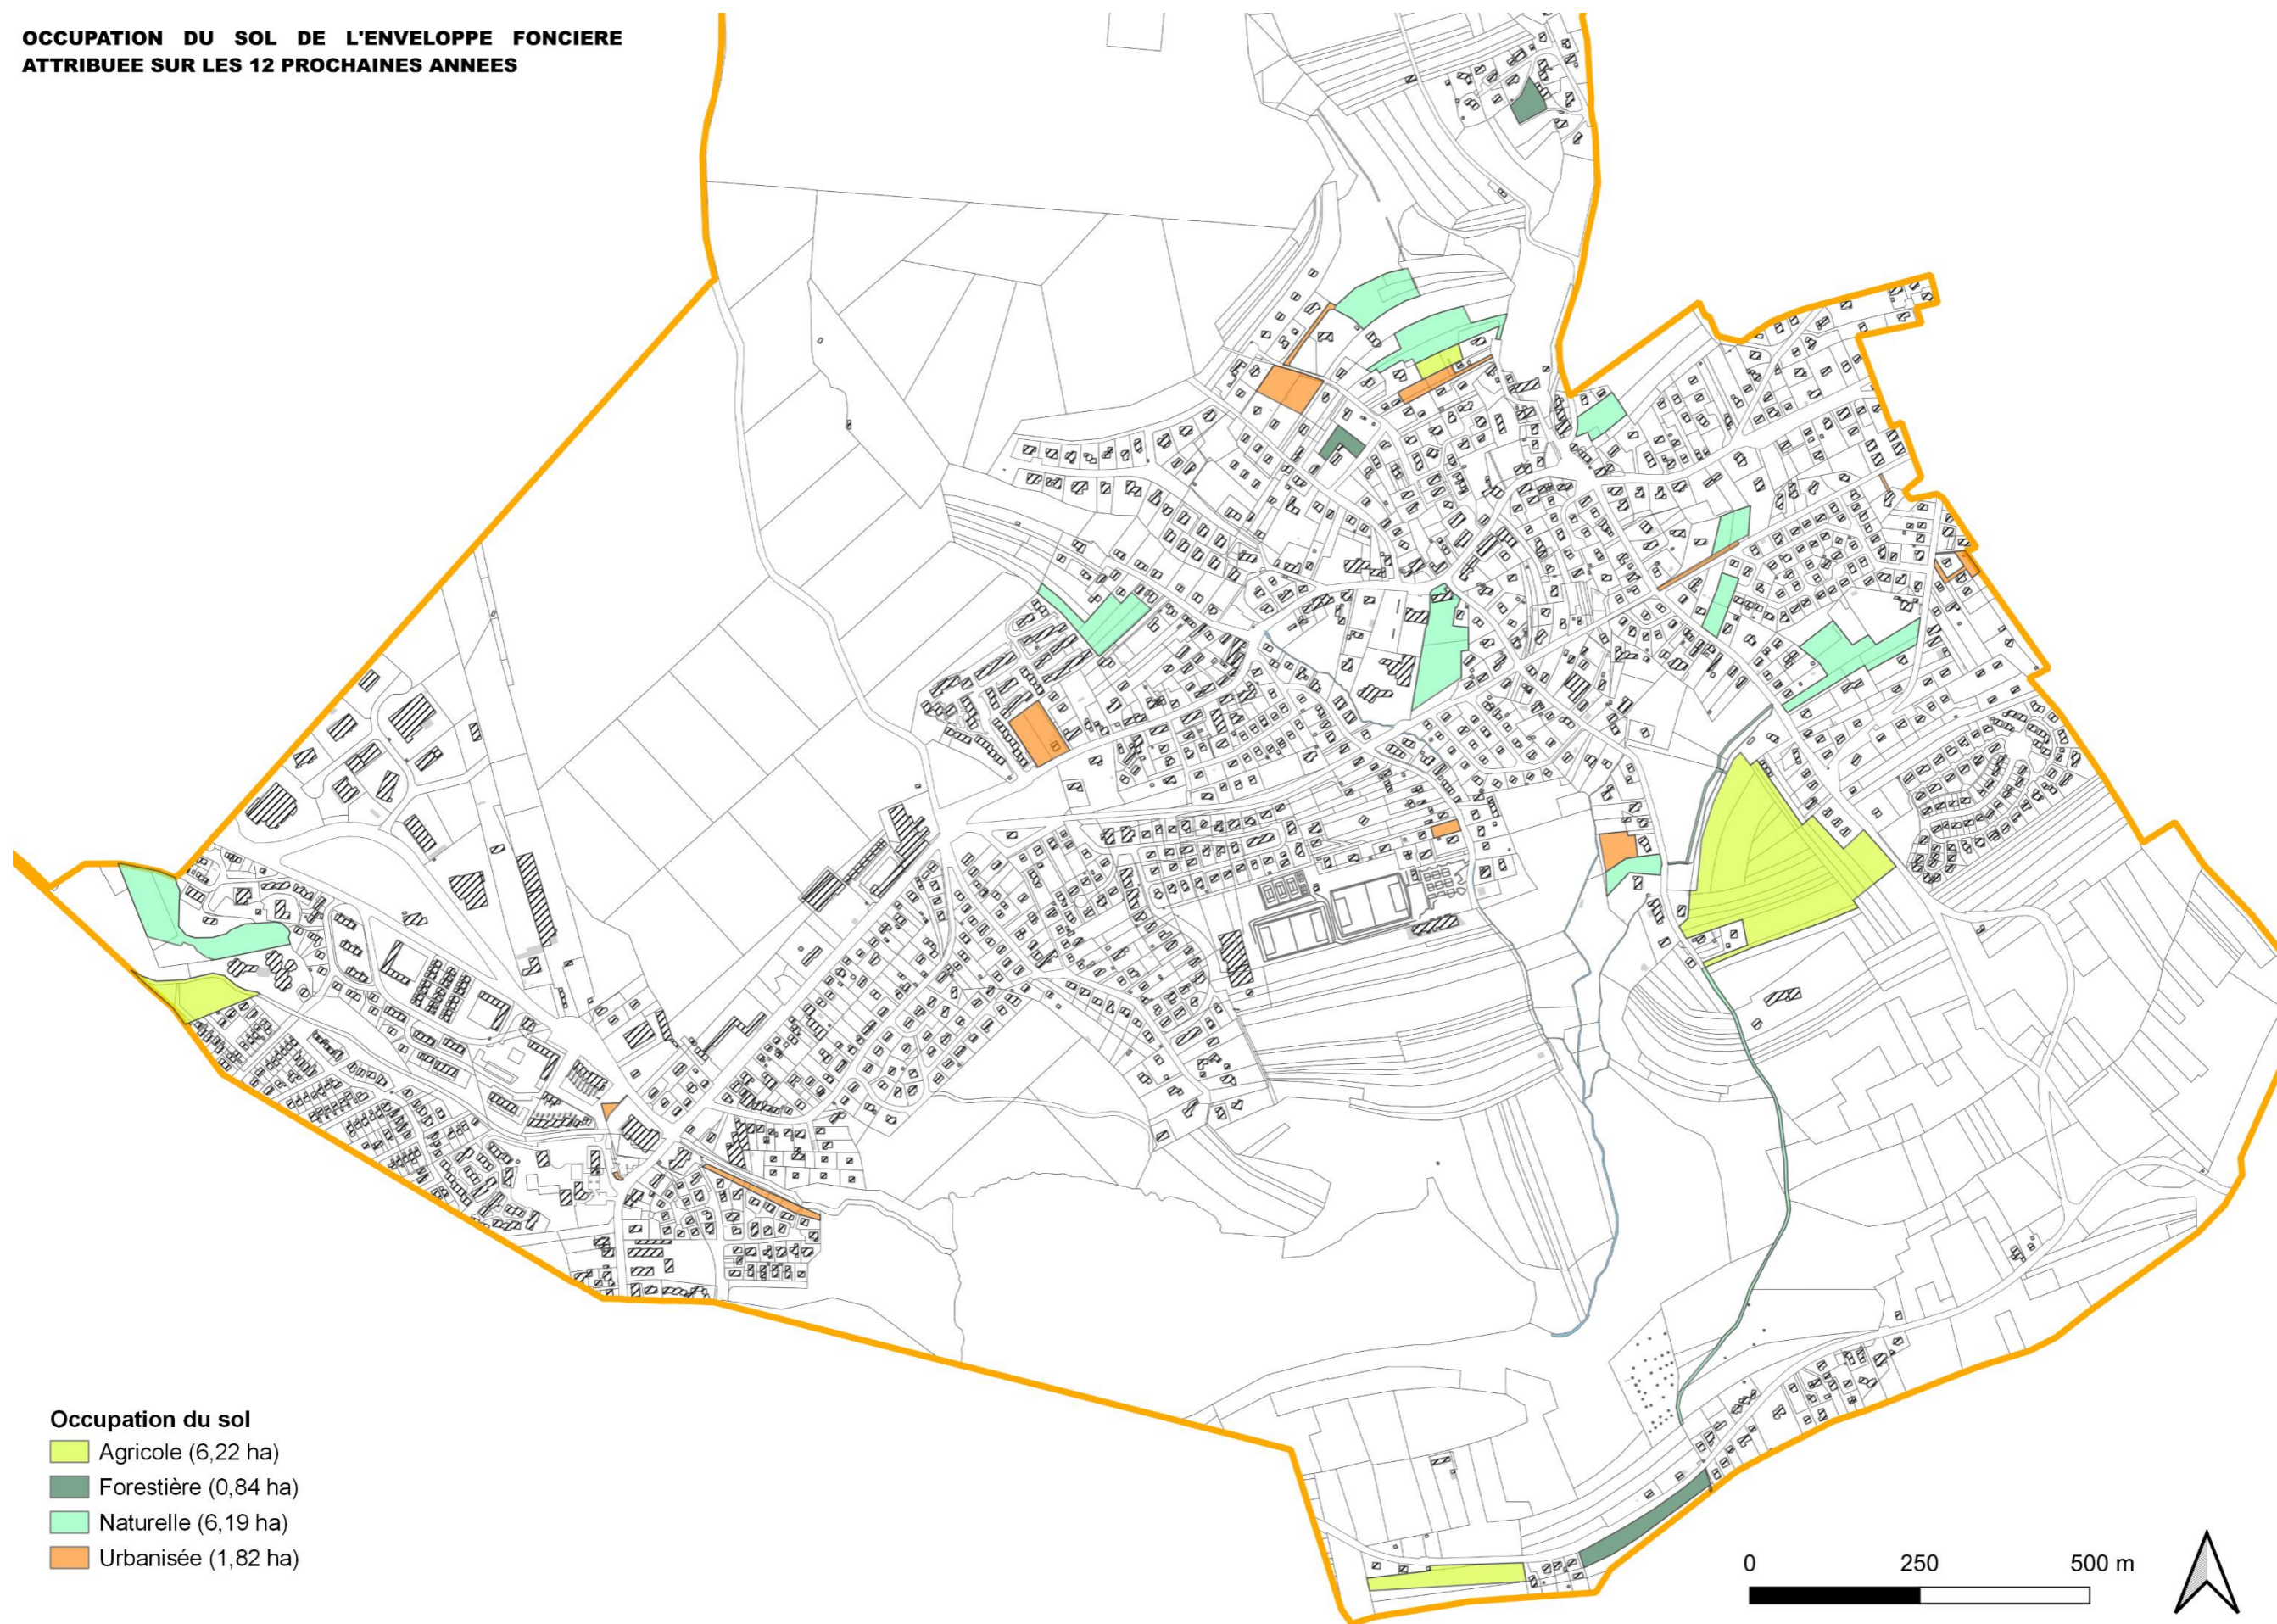 OCCUPATION DU SOL DE L'ENVELOPPE FONCIERE
ATTRIBUEE SUR LES 12 PROCHAINES ANNEES
Occupation du sol
Agricole (6,22 ha)
Forestière (0,84 ha)
Naturelle (6,19 ha)
Urbanisée (1,82 ha)
0 250 500 m